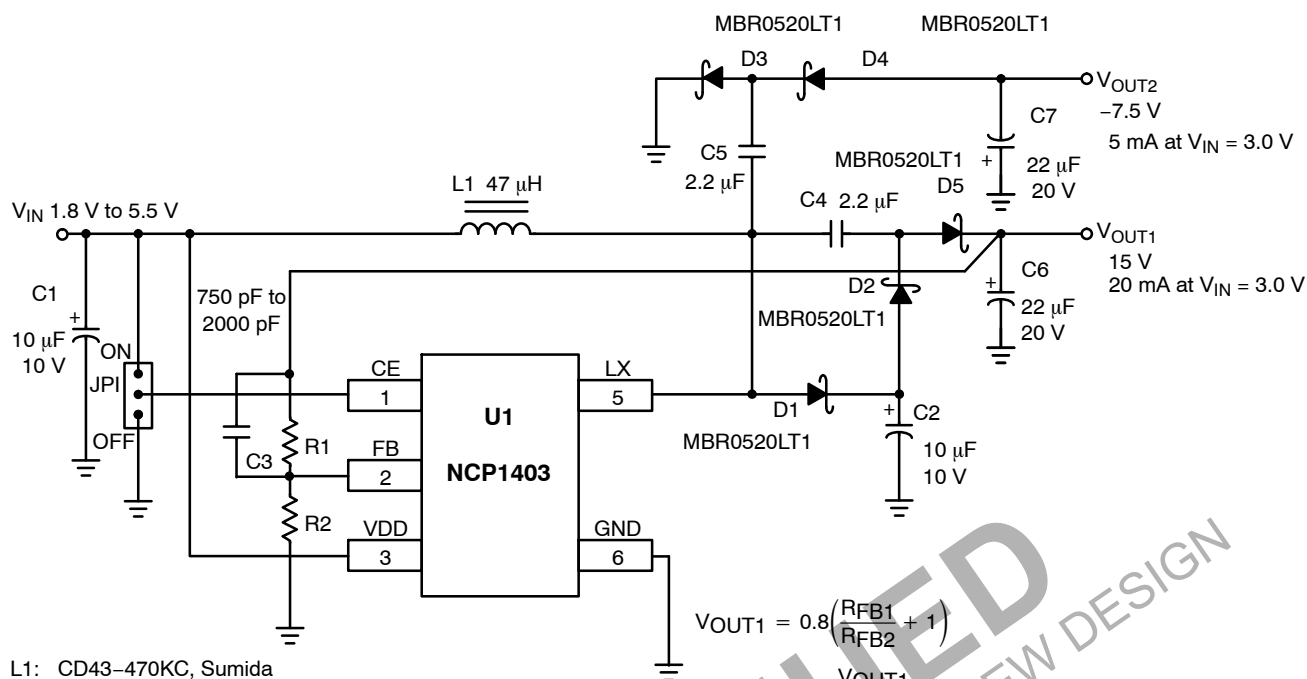 MBR0520LT1 MBR0520LT1
D3 D4
VOUT2
−7.5 V
5 mA at VIN = 3.0 V
C7
+
22 μF
20 V
C5
2.2 μF
MBR0520LT1
D5
L1 47 μH
C4 2.2 μF
VIN 1.8 V to 5.5 V
VOUT1
15 V
20 mA at VIN = 3.0 V
C6
+
22 μF
20 V
C1
+
10 μF
10 V
750 pF to
2000 pF
D2
MBR0520LT1
ON
JPI
OFF
CE
1
LX
5
U1
NCP1403
R1
C3
FB
2
R2
VDD
3
GND
6
D1
MBR0520LT1
+
C2
10 μF
10 V
VOUT1 = 0.8(RFB1/RFB2 + 1)
L1: CD43−470KC, Sumida
VOUT1